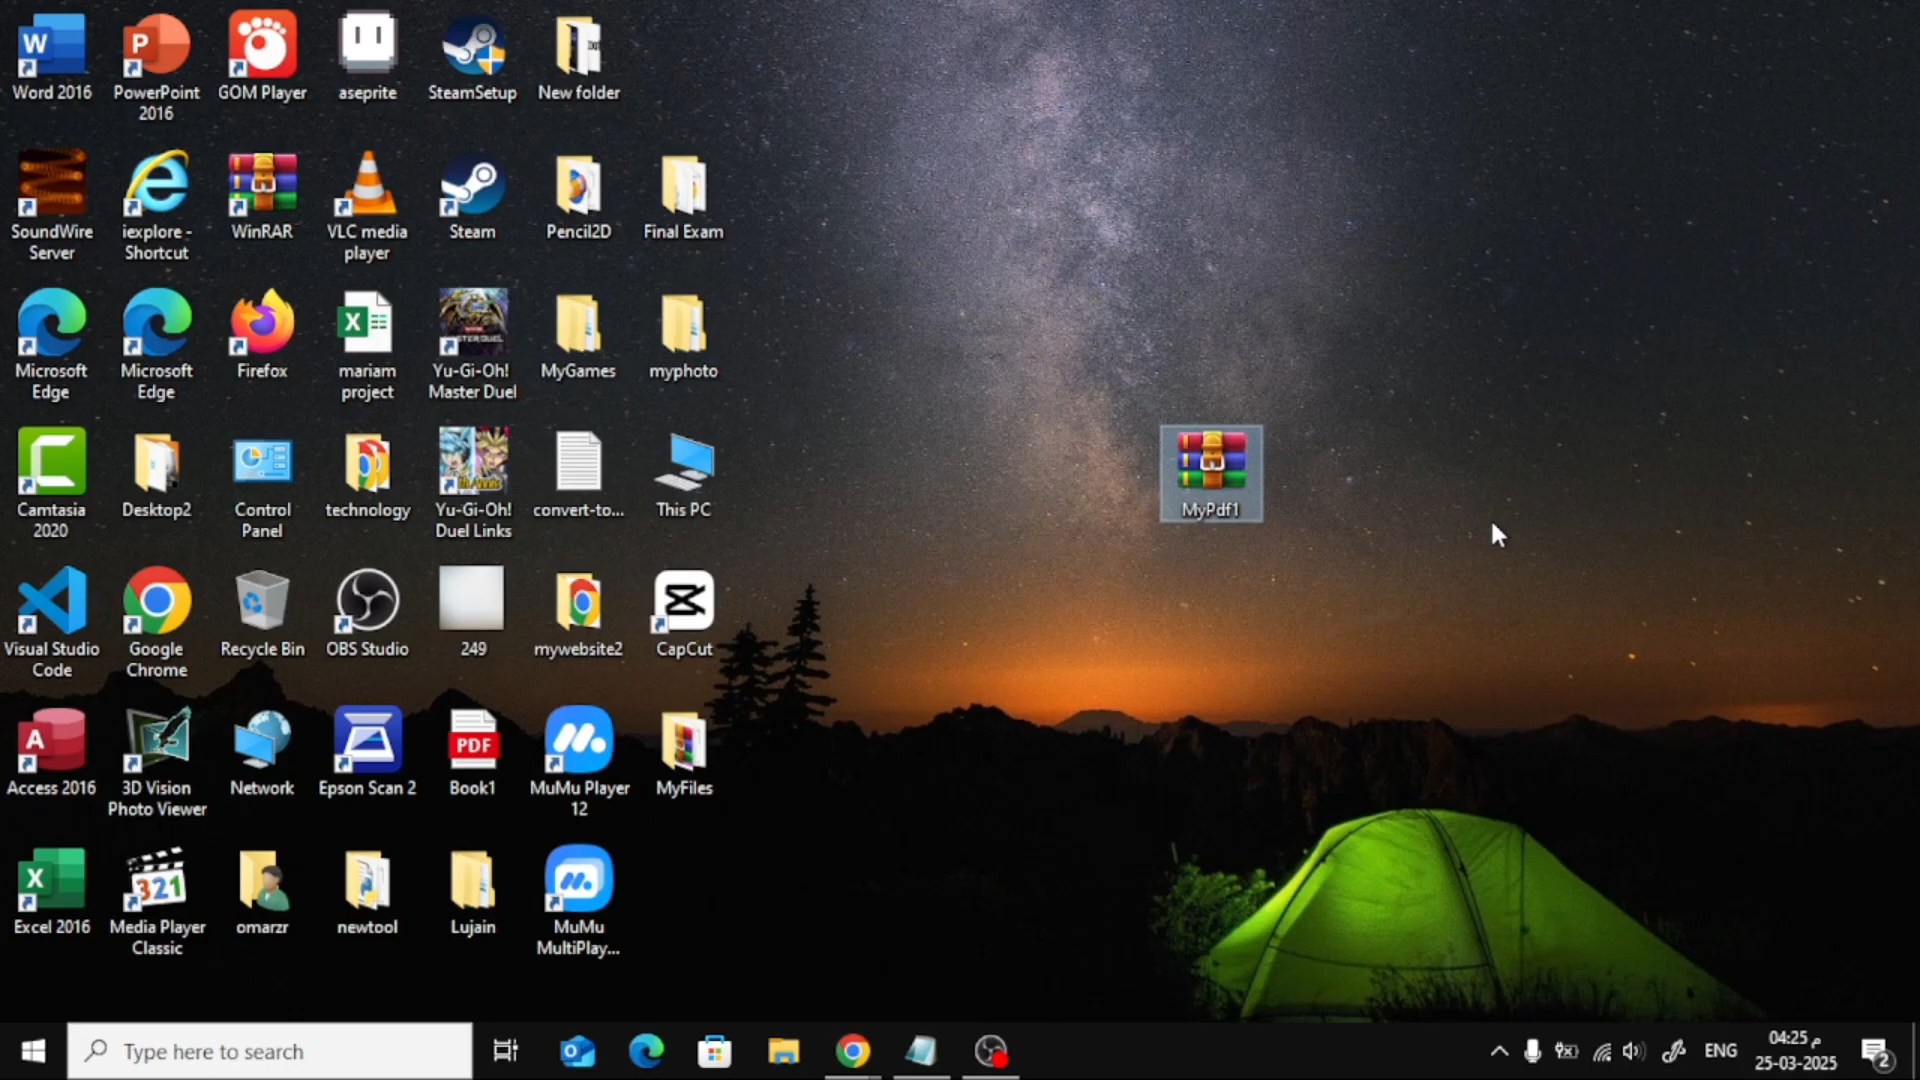 Word 2016
PowerPoint
2016
GOM Player
aseprite
SteamSetup
New folder
SoundWire
Server
iexplore -
Shortcut
WinRAR
VLC media
player
Steam
Pencil2D
Final Exam
Microsoft
Edge
Microsoft
Edge
Firefox
mariam
project
Yu-Gi-Oh!
Master Duel
MyGames
myphoto
Camtasia
2020
Desktop2
Control
Panel
technology
Yu-Gi-Oh!
Duel Links
convert-to...
This PC
MyPdf1
Visual Studio
Code
Google
Chrome
Recycle Bin
OBS Studio
249
mywebsite2
CapCut
PDF
Access 2016
3D Vision
Photo Viewer
Network
Epson Scan 2
Book1
MuMu Player
12
MyFiles
321
Excel 2016
Media Player
Classic
omarzr
newtool
Lujain
MuMu
MultiPlay...
Type here to search
ENG
04:25 م
25-03-2025
2